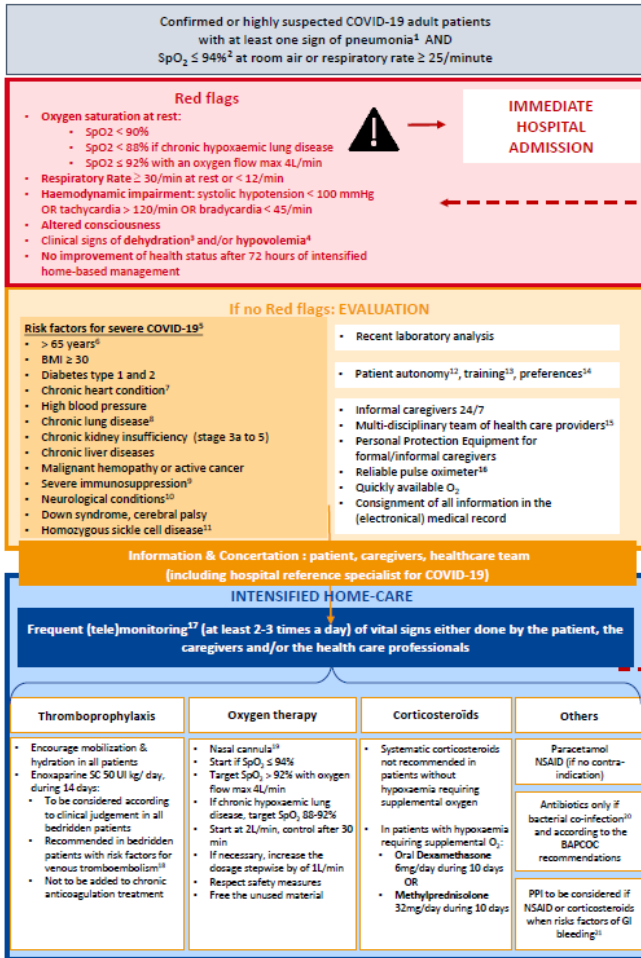 Confirmed or highly suspected COVID-19 adult patients
with at least one sign of pneumonia¹ AND
SpO₂ ≤ 94%² at room air or respiratory rate ≥ 25/minute
Red flags
• Oxygen saturation at rest:
• SpO2 < 90%
• SpO2 < 88% if chronic hypoxaemic lung disease
• SpO2 ≤ 92% with an oxygen flow max 4L/min
• Respiratory Rate ≥ 30/min at rest or < 12/min
• Haemodynamic impairment: systolic hypotension < 100 mmHg
OR tachycardia > 120/min OR bradycardia < 45/min
• Altered consciousness
• Clinical signs of dehydration³ and/or hypovolemia⁴
• No improvement of health status after 72 hours of intensified
home-based management
IMMEDIATE
HOSPITAL
ADMISSION
If no Red flags: EVALUATION
Risk factors for severe COVID-19⁵
• > 65 years⁶
• BMI ≥ 30
• Diabetes type 1 and 2
• Chronic heart condition⁷
• High blood pressure
• Chronic lung disease⁸
• Chronic kidney insufficiency (stage 3a to 5)
• Chronic liver diseases
• Malignant hemopathy or active cancer
• Severe immunosuppression⁹
• Neurological conditions¹⁰
• Down syndrome, cerebral palsy
• Homozygous sickle cell disease¹¹
• Recent laboratory analysis
• Patient autonomy¹², training¹³, preferences¹⁴
• Informal caregivers 24/7
• Multi-disciplinary team of health care providers¹⁵
• Personal Protection Equipment for
formal/informal caregivers
• Reliable pulse oximeter¹⁶
• Quickly available O₂
• Consignment of all information in the
(electronical) medical record
Information & Concertation : patient, caregivers, healthcare team
(including hospital reference specialist for COVID-19)
INTENSIFIED HOME-CARE
Frequent (tele)monitoring¹⁷ (at least 2-3 times a day) of vital signs either done by the patient, the
caregivers and/or the health care professionals
Thromboprophylaxis
• Encourage mobilization &
hydration in all patients
• Enoxaparine SC 50 UI kg/ day,
during 14 days:
• To be considered according
to clinical judgement in all
bedridden patients
• Recommended in bedridden
patients with risk factors for
venous tromboembolism¹⁸
• Not to be added to chronic
anticoagulation treatment
Oxygen therapy
• Nasal cannula¹⁹
• Start if SpO₂ ≤ 94%
• Target SpO₂ > 92% with oxygen
flow max 4L/min
• If chronic hypoxaemic lung
disease, target SpO₂ 88-92%
• Start at 2L/min, control after 30
min
• If necessary, increase the
dosage stepwise by of 1L/min
• Respect safety measures
• Free the unused material
Corticosteroïds
• Systematic corticosteroids
not recommended in
patients without
hypoxaemia requiring
supplemental oxygen
• In patients with hypoxaemia
requiring supplemental O₂:
• Oral Dexamethasone
6mg/day during 10 days
OR
• Methylprednisolone
32mg/day during 10 days
Others
Paracetamol
NSAID (if no contra-
indication)
Antibiotics only if
bacterial co-infection²⁰
and according to the
BAPCOC
recommendations
PPI to be considered if
NSAID or corticosteroids
when risks factors of GI
bleeding²¹